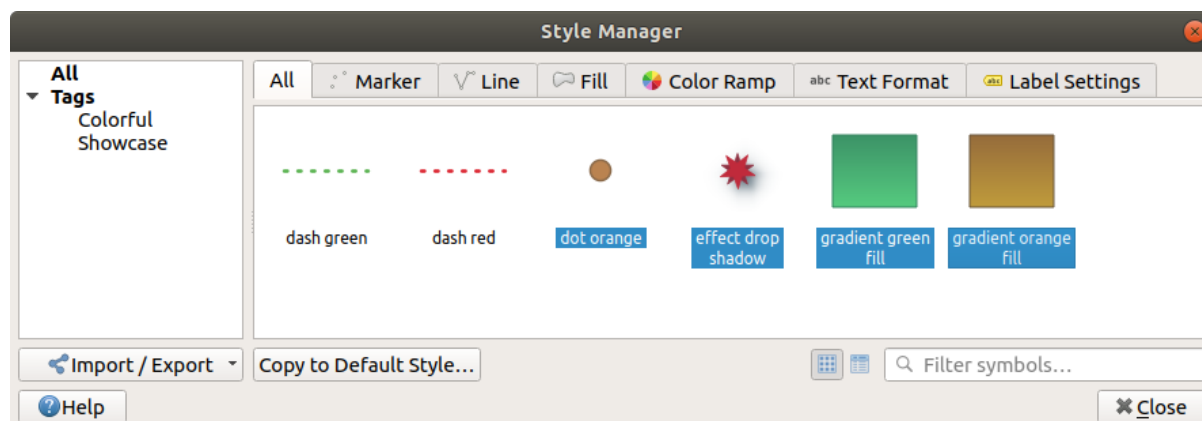 Style Manager
All
Tags
Colorful
Showcase
All
Marker
Line
Fill
Color Ramp
abc Text Format
abc Label Settings
dash green
dash red
dot orange
effect drop
shadow
gradient green
fill
gradient orange
fill
Import / Export
Copy to Default Style...
Filter symbols...
Help
Close